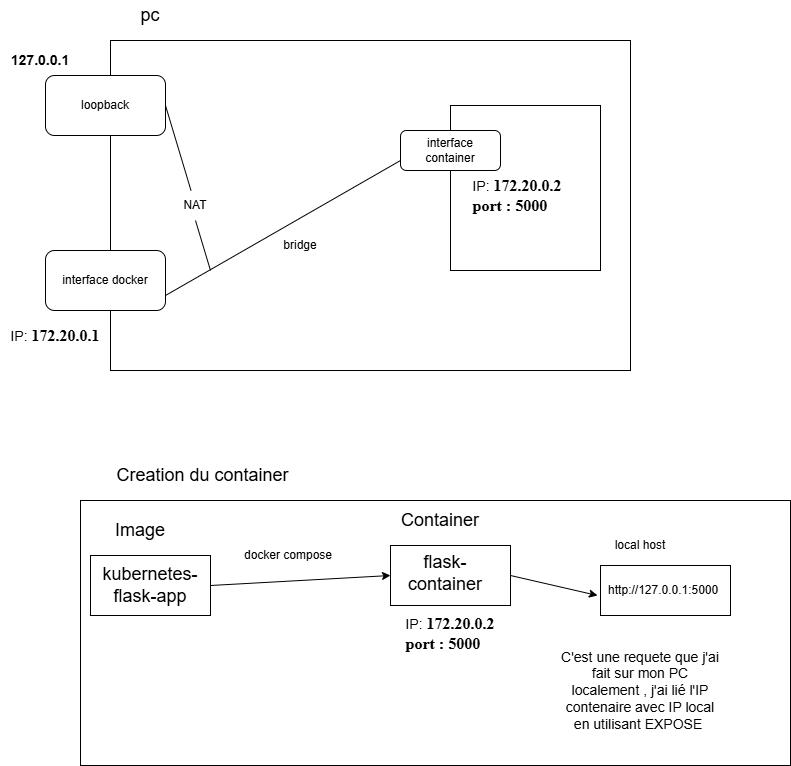 pc
127.0.0.1
loopback
interface
container
IP: 172.20.0.2
port : 5000
NAT
bridge
interface docker
IP: 172.20.0.1
Creation du container
Image
Container
docker compose
local host
kubernetes-
flask-app
flask-
container
http://127.0.0.1:5000
IP: 172.20.0.2
port : 5000
C'est une requete que j'ai
fait sur mon PC
localement , j'ai lié l'IP
contenaire avec IP local
en utilisant EXPOSE